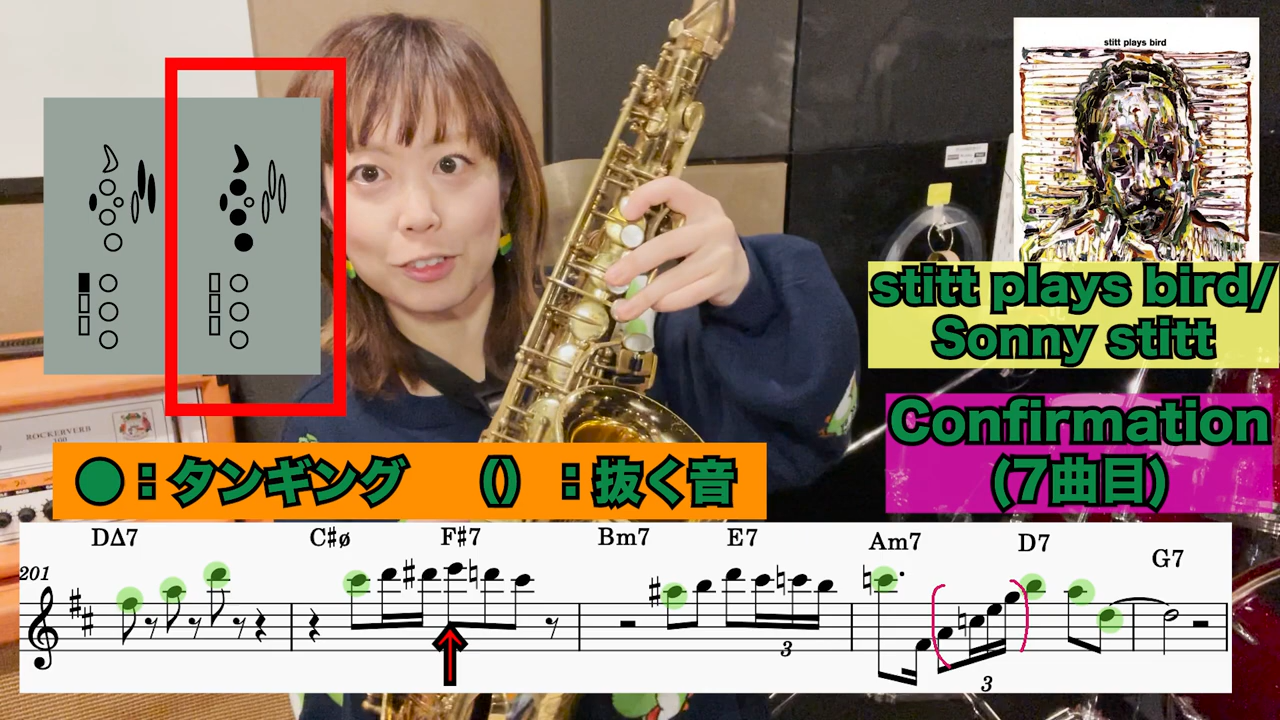 stitt plays bird
stitt plays bird/
Sonny stitt
Confirmation
(7曲目)
ROCKERVERB
●：タンギング　()：抜く音
DΔ7 C♯ø F♯7 Bm7 E7 Am7 D7 G7
201
3
3